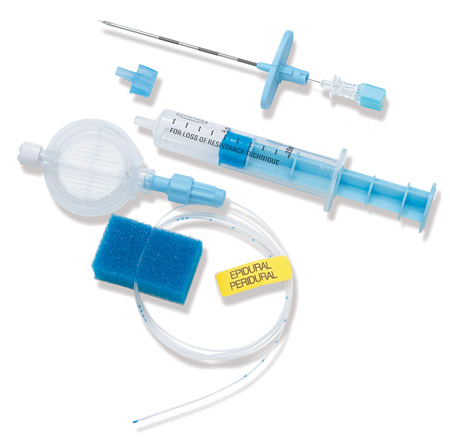 FOR LOSS OF RESISTANCE TECHNIQUE
EPIDURAL
PERIDURAL